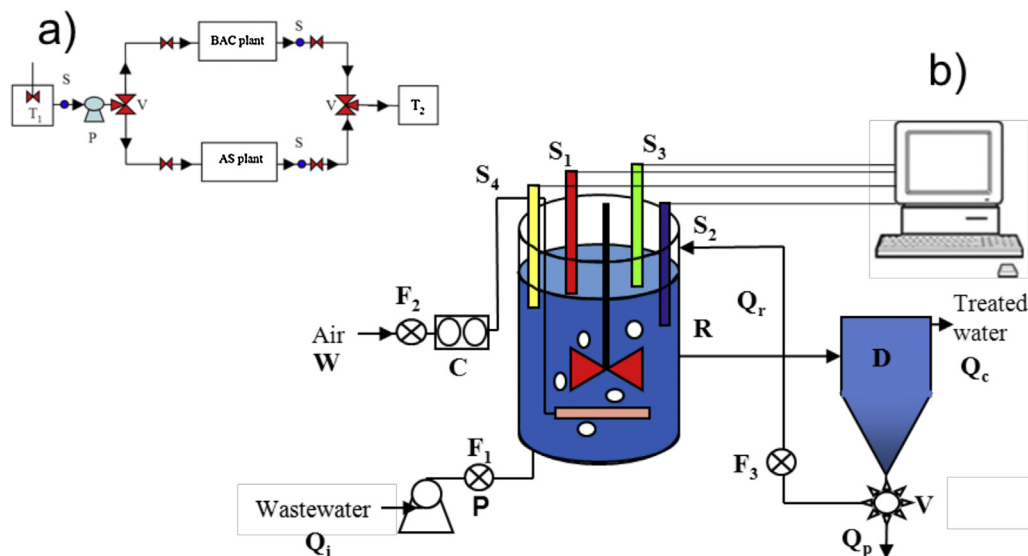 a)
BAC plant
S
S
T1
V
P
V
T2
S
AS plant
b)
S3
S1
S4
S2
F2
Air
W
C
R
Qr
Treated
water
Qc
D
F1
P
F3
Wastewater
Qi
V
Qp